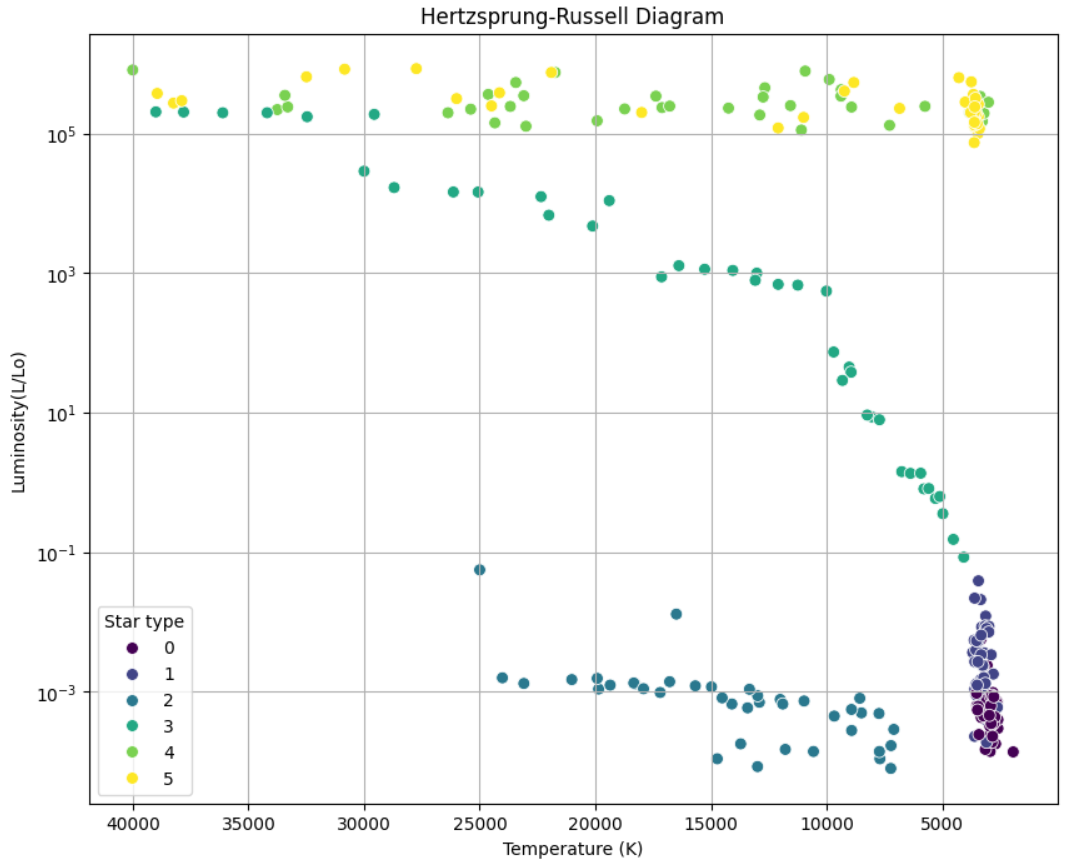 Hertzsprung-Russell Diagram
Luminosity(L/Lo)
10^5
10^3
10^1
10^-1
10^-3
Star type
0
1
2
3
4
5
40000 35000 30000 25000 20000 15000 10000 5000
Temperature (K)